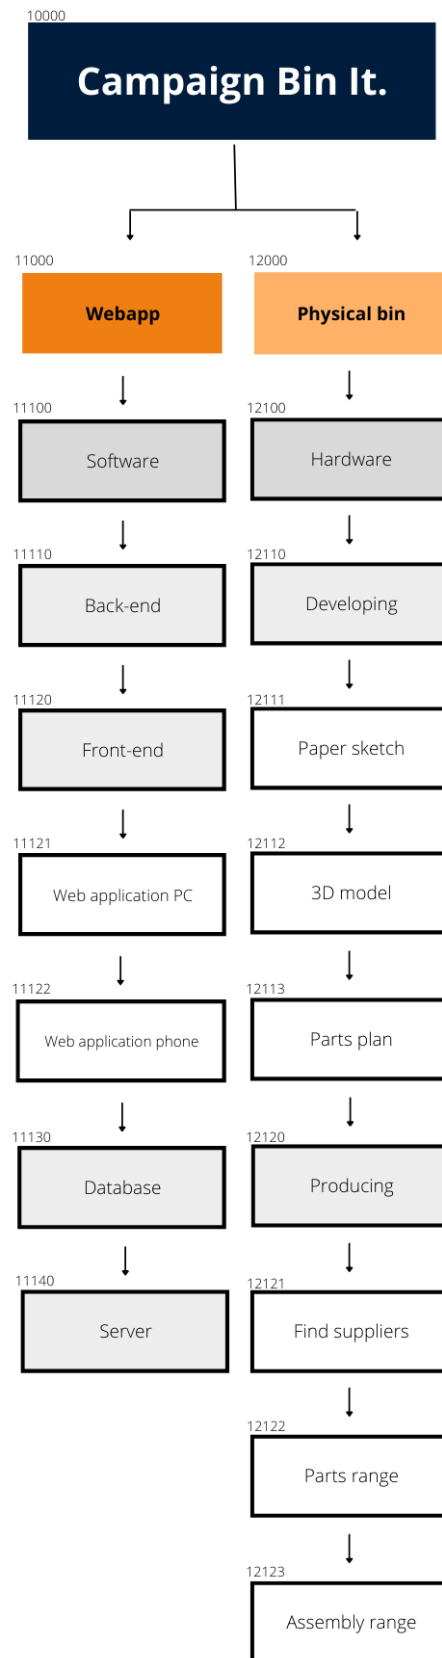 10000
Campaign Bin It.
11000
Webapp
12000
Physical bin
11100
Software
12100
Hardware
11110
Back-end
12110
Developing
11120
Front-end
12111
Paper sketch
11121
Web application PC
12112
3D model
11122
Web application phone
12113
Parts plan
11130
Database
12120
Producing
11140
Server
12121
Find suppliers
12122
Parts range
12123
Assembly range